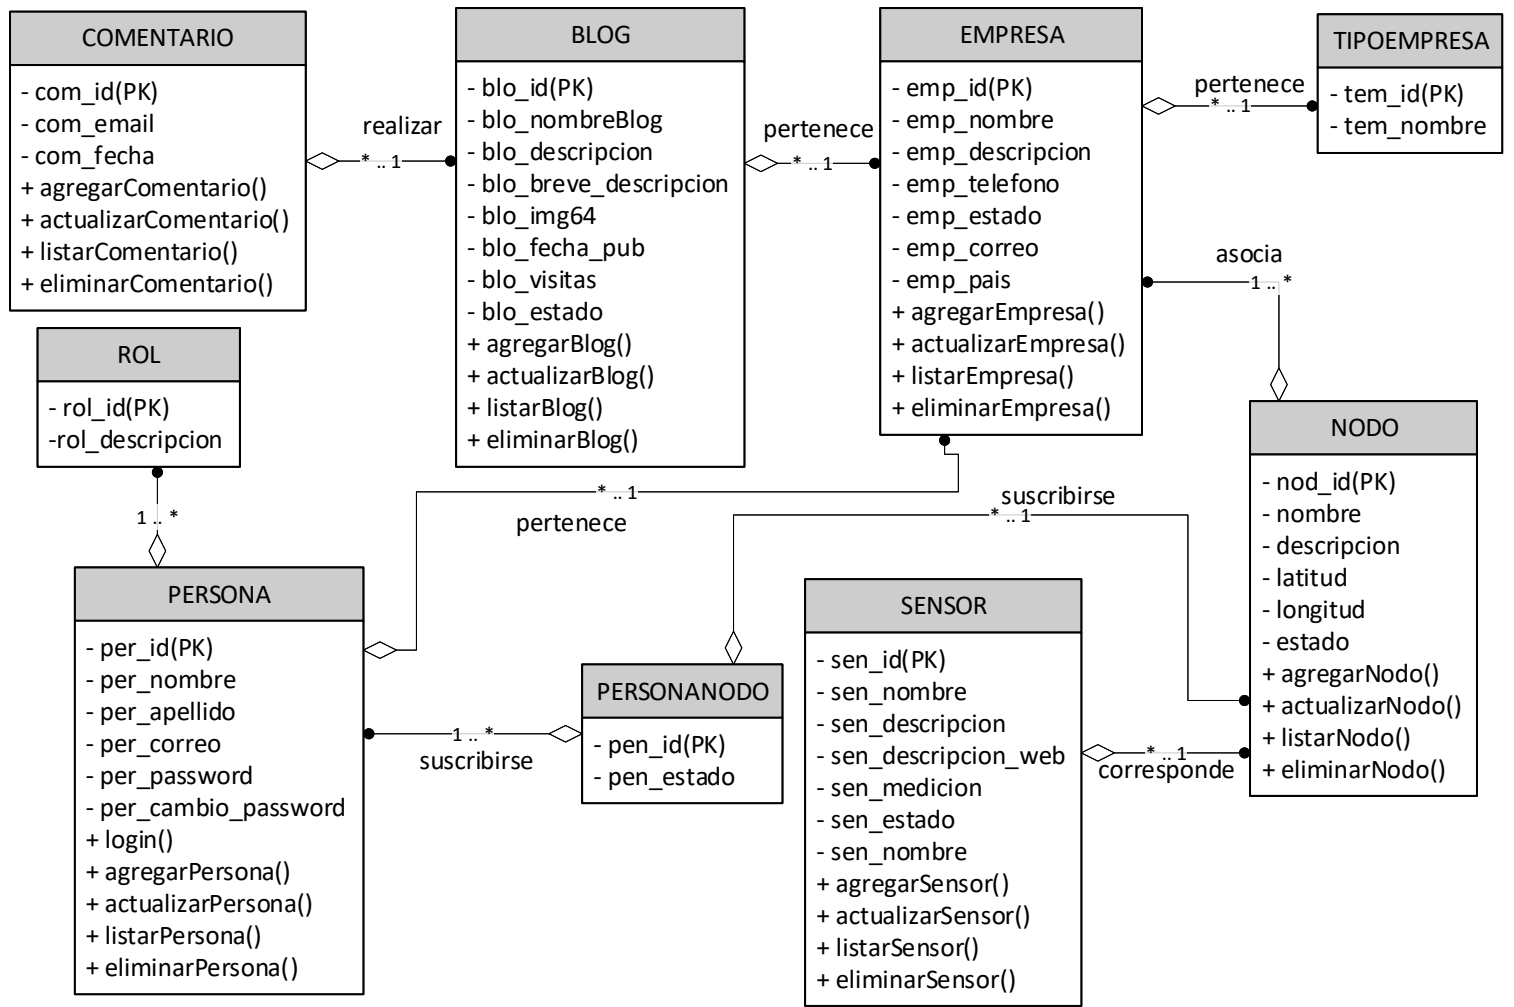 COMENTARIO
- com_id(PK)
- com_email
- com_fecha
+ agregarComentario()
+ actualizarComentario()
+ listarComentario()
+ eliminarComentario()
realizar
* .. 1
BLOG
- blo_id(PK)
- blo_nombreBlog
- blo_descripcion
- blo_breve_descripcion
- blo_img64
- blo_fecha_pub
- blo_visitas
- blo_estado
+ agregarBlog()
+ actualizarBlog()
+ listarBlog()
+ eliminarBlog()
pertenece
* .. 1
EMPRESA
- emp_id(PK)
- emp_nombre
- emp_descripcion
- emp_telefono
- emp_estado
- emp_correo
- emp_pais
+ agregarEmpresa()
+ actualizarEmpresa()
+ listarEmpresa()
+ eliminarEmpresa()
pertenece
* .. 1
TIPOEMPRESA
- tem_id(PK)
- tem_nombre
asocia
1 .. *
ROL
- rol_id(PK)
-rol_descripcion
1 .. *
* .. 1
pertenece
suscribirse
* .. 1
NODO
- nod_id(PK)
- nombre
- descripcion
- latitud
- longitud
- estado
+ agregarNodo()
+ actualizarNodo()
+ listarNodo()
+ eliminarNodo()
PERSONA
- per_id(PK)
- per_nombre
- per_apellido
- per_correo
- per_password
- per_cambio_password
+ login()
+ agregarPersona()
+ actualizarPersona()
+ listarPersona()
+ eliminarPersona()
1 .. *
suscribirse
PERSONANODO
- pen_id(PK)
- pen_estado
SENSOR
- sen_id(PK)
- sen_nombre
- sen_descripcion
- sen_descripcion_web
- sen_medicion
- sen_estado
- sen_nombre
+ agregarSensor()
+ actualizarSensor()
+ listarSensor()
+ eliminarSensor()
* .. 1
corresponde